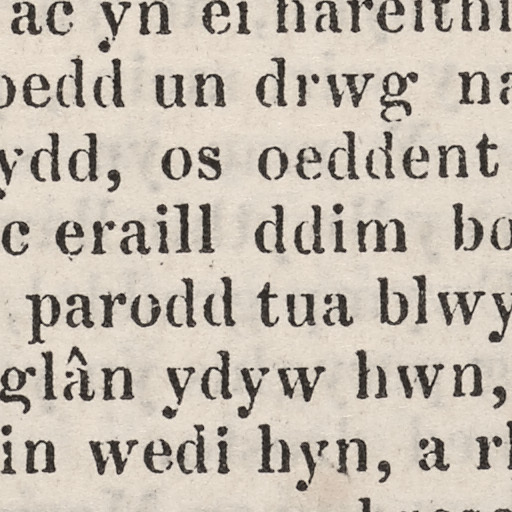 ac yn ei hareithi
oedd un drwg na
ydd, os oeddent
c eraill ddim bo
parodd tua blwy
glân ydyw hwn,
in wedi hyn, a rh